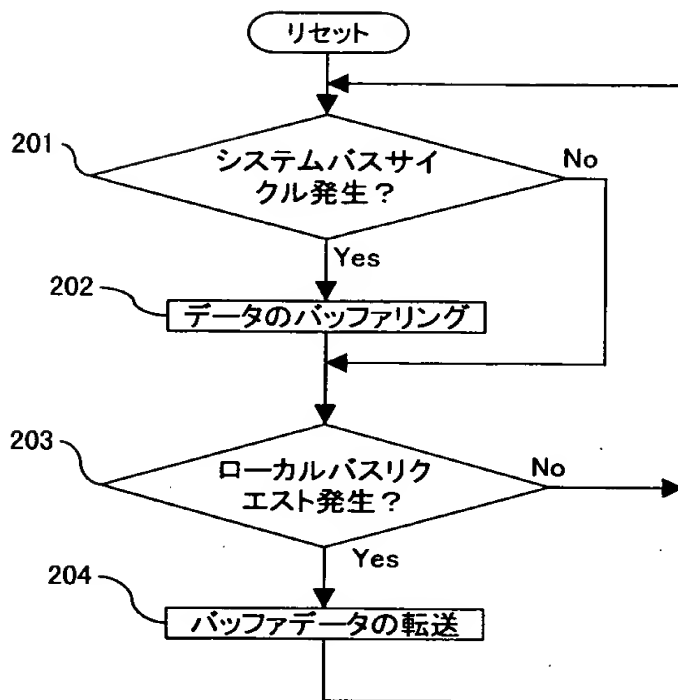 リセット
201
システムバスサイ
クル発生？
No
Yes
202
データのバッファリング
203
ローカルバスリク
エスト発生？
No
Yes
204
バッファデータの転送